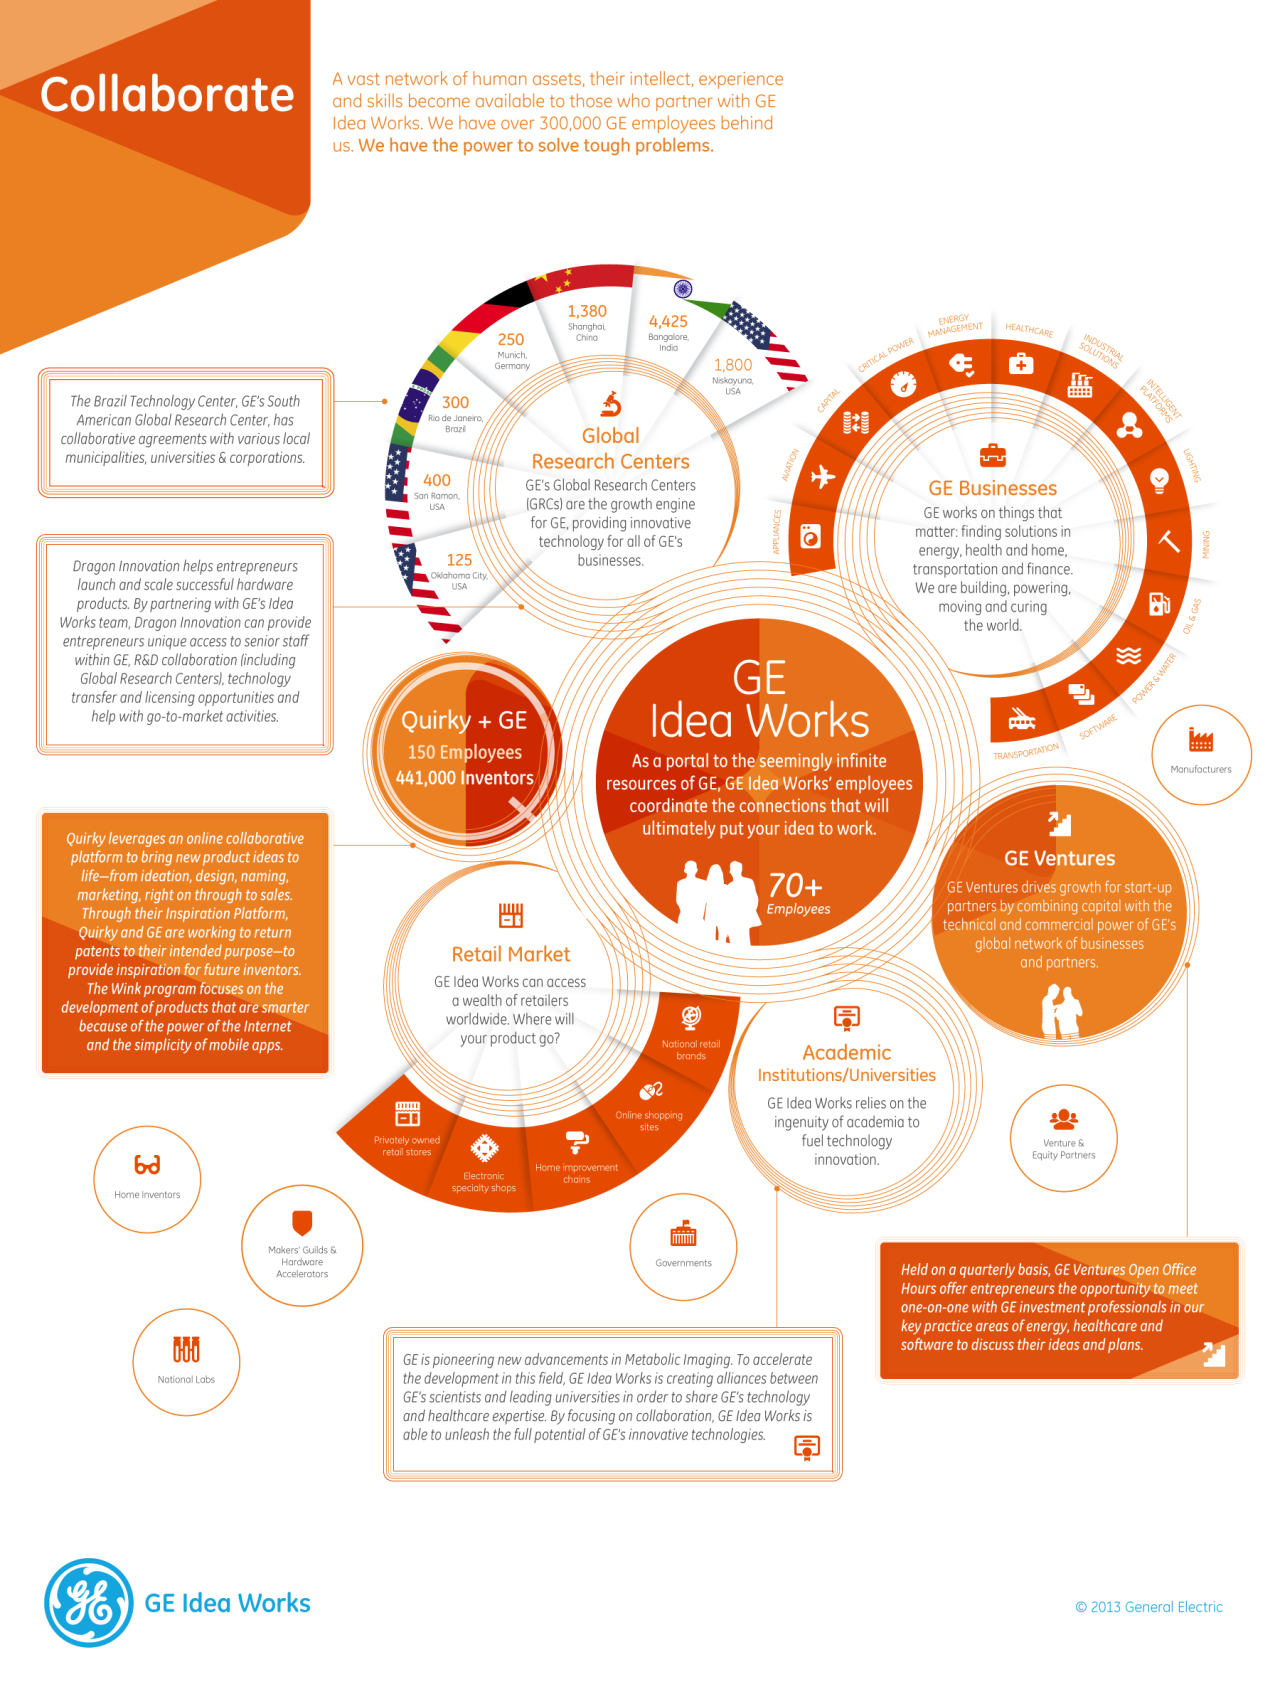 Collaborate
A vast network of human assets, their intellect, experience
and skills become available to those who partner with GE
Idea Works. We have over 300,000 GE employees behind
us. We have the power to solve tough problems.
The Brazil Technology Center, GE's South
American Global Research Center, has
collaborative agreements with various local
municipalities, universities & corporations.
Dragon Innovation helps entrepreneurs
launch and scale successful hardware
products. By partnering with GE's Idea
Works team, Dragon Innovation can provide
entrepreneurs unique access to senior staff
within GE, R&D collaboration (including
Global Research Centers), technology
transfer and licensing opportunities and
help with go-to-market activities.
Quirky leverages an online collaborative
platform to bring new product ideas to
life—from ideation, design, naming,
marketing, right on through to sales.
Through their Inspiration Platform,
Quirky and GE are working to return
patents to their intended purpose—to
provide inspiration for future inventors.
The Wink program focuses on the
development of products that are smarter
because of the power of the Internet
and the simplicity of mobile apps.
125
Oklahoma City,
USA
400
San Ramon,
USA
300
Rio de Janeiro,
Brazil
250
Munich,
Germany
1,380
Shanghai,
China
4,425
Bangalore,
India
1,800
Niskayuna,
USA
Global
Research Centers
GE's Global Research Centers
(GRCs) are the growth engine
for GE, providing innovative
technology for all of GE's
businesses.
APPLIANCES
AVIATION
CAPITAL
CRITICAL POWER
ENERGY
MANAGEMENT
HEALTHCARE
INDUSTRIAL
SOLUTIONS
INTELLIGENT
PLATFORMS
LIGHTING
MINING
OIL & GAS
POWER & WATER
SOFTWARE
TRANSPORTATION
GE Businesses
GE works on things that
matter: finding solutions in
energy, health and home,
transportation and finance.
We are building, powering,
moving and curing
the world.
Quirky + GE
150 Employees
441,000 Inventors
GE
Idea Works
As a portal to the seemingly infinite
resources of GE, GE Idea Works' employees
coordinate the connections that will
ultimately put your idea to work.
70+
Employees
Manufacturers
GE Ventures
GE Ventures drives growth for start-up
partners by combining capital with the
technical and commercial power of GE's
global network of businesses
and partners.
Retail Market
GE Idea Works can access
a wealth of retailers
worldwide. Where will
your product go?
Privately owned
retail stores
Electronic
specialty shops
Home improvement
chains
Online shopping
sites
National retail
brands
Academic
Institutions/Universities
GE Idea Works relies on the
ingenuity of academia to
fuel technology
innovation.
Venture &
Equity Partners
Home Inventors
Makers' Guilds &
Hardware
Accelerators
National Labs
Governments
Held on a quarterly basis, GE Ventures Open Office
Hours offer entrepreneurs the opportunity to meet
one-on-one with GE investment professionals in our
key practice areas of energy, healthcare and
software to discuss their ideas and plans.
GE is pioneering new advancements in Metabolic Imaging. To accelerate
the development in this field, GE Idea Works is creating alliances between
GE's scientists and leading universities in order to share GE's technology
and healthcare expertise. By focusing on collaboration, GE Idea Works is
able to unleash the full potential of GE's innovative technologies.
GE Idea Works
© 2013 General Electric